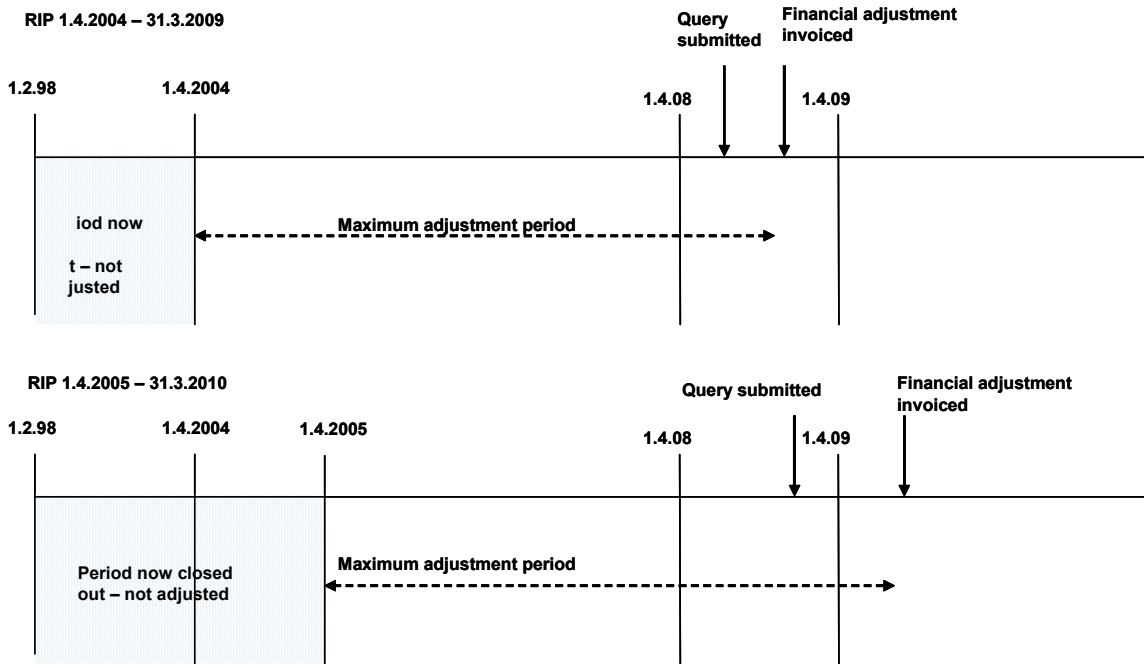 RIP 1.4.2004 – 31.3.2009
Query
submitted
Financial adjustment
invoiced
1.2.98
1.4.2004
1.4.08
1.4.09
iod now
t – not
justed
Maximum adjustment period
RIP 1.4.2005 – 31.3.2010
Query submitted
Financial adjustment
invoiced
1.2.98
1.4.2004
1.4.2005
1.4.08
1.4.09
Period now closed
out – not adjusted
Maximum adjustment period